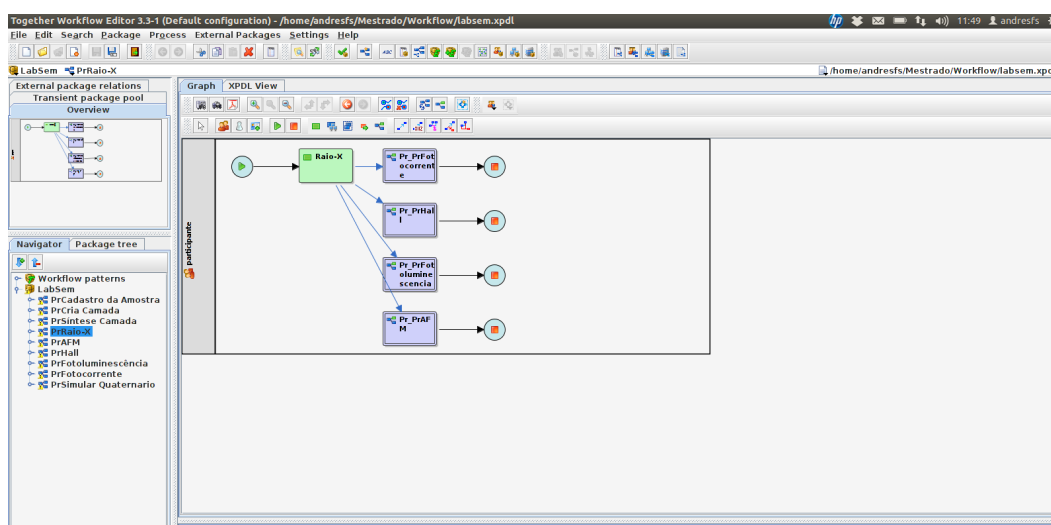 Together Workflow Editor 3.3-1 (Default configuration) - /home/andresfs/Mestrado/Workflow/labsem.xpdl
11:49
andresfs
File Edit Search Package Process External Packages Settings Help
LabSem
PrRaio-X
/home/andresfs/Mestrado/Workflow/labsem.xpd
External package relations
Transient package pool
Overview
Graph
XPDL View
Raio-X
Pr_PrFot
ocorrent
e
Pr_PrHal
l
participante
Pr_PrFot
olumine
scencia
Pr_PrAF
M
Navigator
Package tree
Workflow patterns
LabSem
PrCadastro da Amostra
PrCria Camada
PrSíntese Camada
PrRaio-X
PrAFM
PrHall
PrFotoluminescência
PrFotocorrente
PrSimular Quaternario